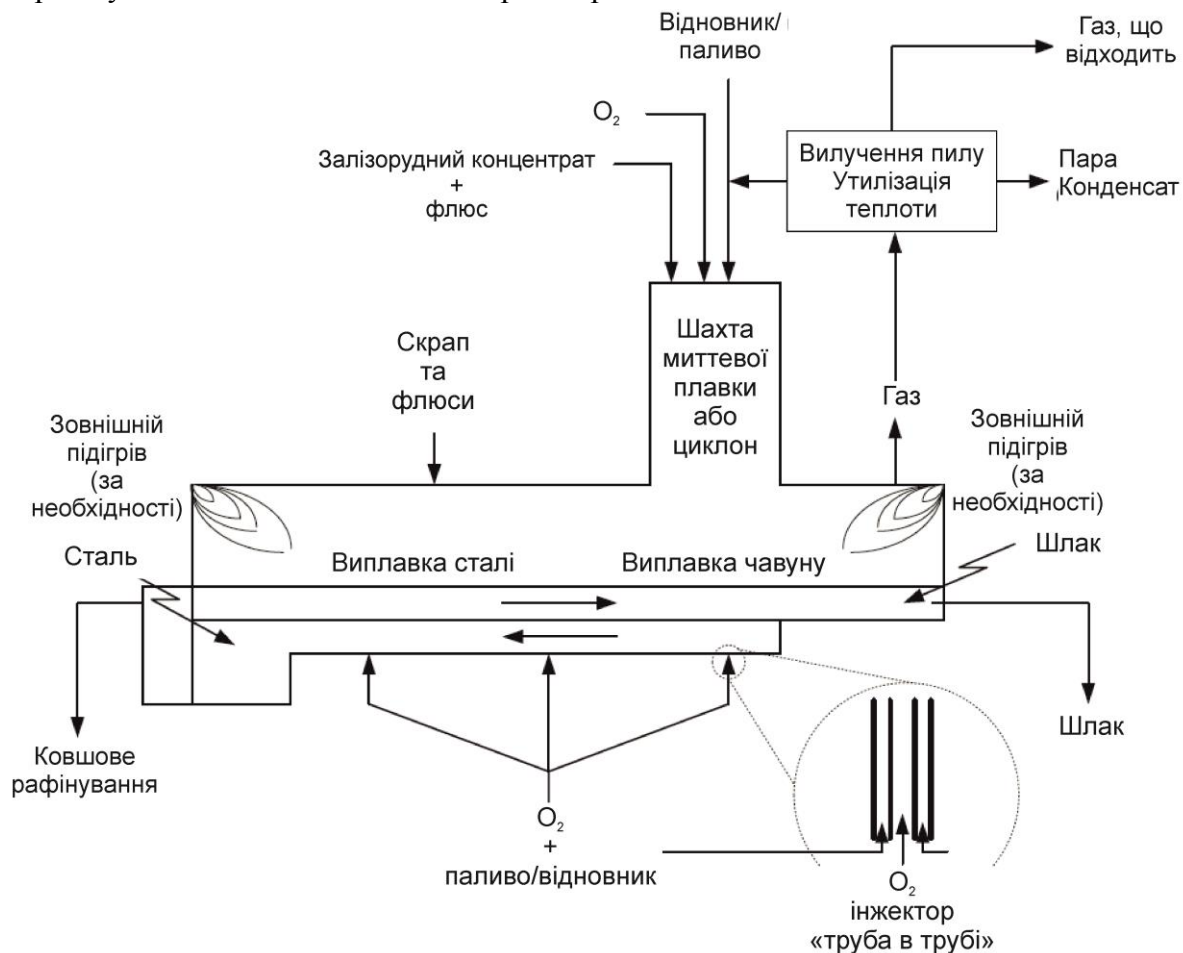 Відновник/
паливо
Газ, що
відходить
O₂
Залізорудний концентрат
+
флюс
Вилучення пилу
Утилізація
теплоти
Пара
Конденсат
Шахта
миттевої
плавки
або
циклон
Скрап
та
флюси
Газ
Зовнішній
підігрів
(за
необхідності)
Зовнішній
підігрів
(за
необхідності)
Сталь
Виплавка сталі
Виплавка чавуну
Шлак
Ковшове
рафінування
Шлак
O₂
+
паливо/відновник
O₂
інжектор
«труба в трубі»